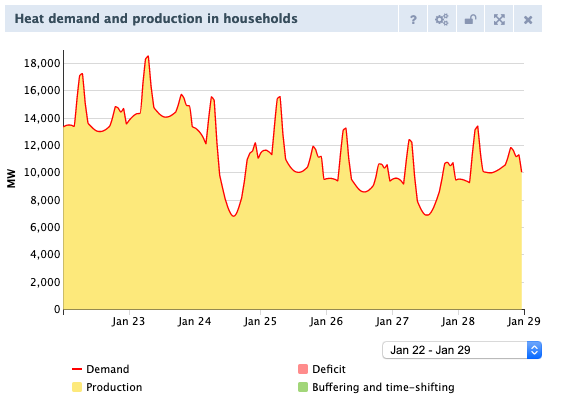 Heat demand and production in households
?
18,000
16,000
14,000
12,000
10,000
8,000
6,000
4,000
2,000
0
MW
Jan 23 Jan 24 Jan 25 Jan 26 Jan 27 Jan 28 Jan 29
Jan 22 - Jan 29
Demand Deficit
Production Buffering and time-shifting